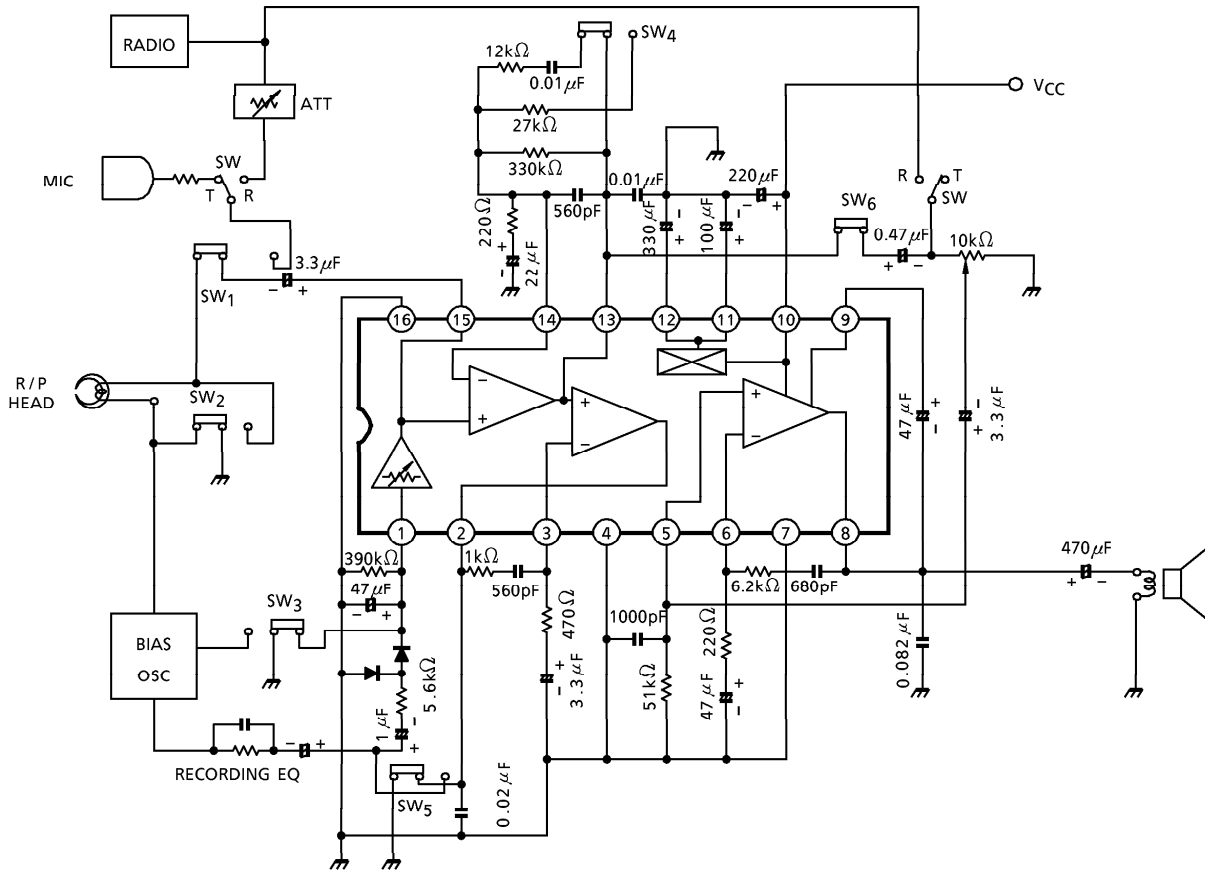 RADIO
ATT
MIC
SW
T
R
SW4
12kΩ
0.01μF
27kΩ
330kΩ
VCC
220Ω
+
-
22μF
560pF
0.01μF
330μF
-
+
100μF
-
+
220μF
-
+
R
T
SW
SW6
0.47μF
+
-
10kΩ
3.3μF
-
+
SW1
16
15
14
13
12
11
10
9
R/P
HEAD
SW2
-
+
+
-
+
-
47μF
+
-
-
+
3.3μF
1
2
3
4
5
6
7
8
390kΩ
47μF
-
+
1kΩ
560pF
470Ω
+
-
3.3μF
1000pF
51kΩ
6.2kΩ
680pF
220Ω
47μF
+
-
0.082μF
470μF
+
-
SW3
BIAS
OSC
5.6kΩ
1μF
-
+
-
+
RECORDING EQ
SW5
0.02μF